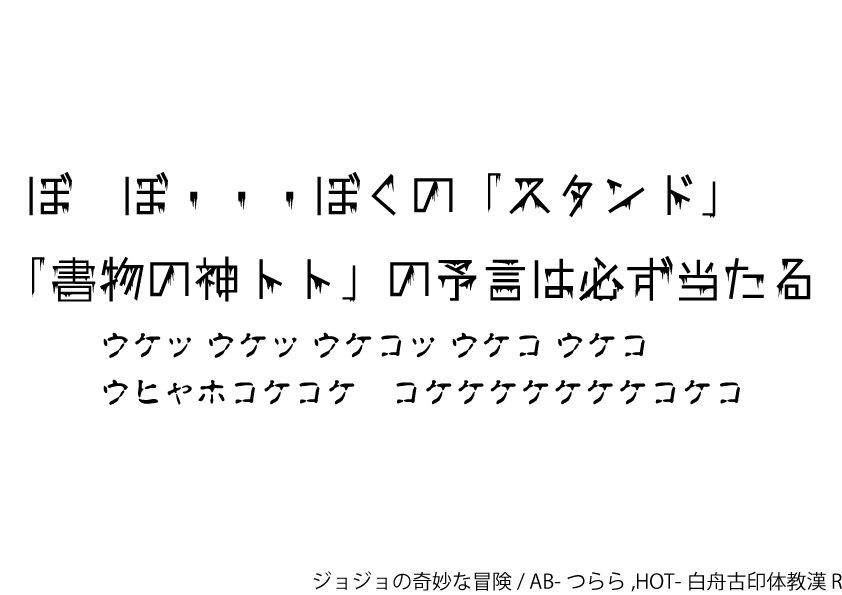 ぼ　ぼ・・・ぼくの「スタンド」
「書物の神トト」の予言は必ず当たる
ウケッ ウケッ ウケコッ ウケコ ウケコ
ウヒャホコケコケ　コケケケケケケケコケコ
ジョジョの奇妙な冒険 / AB- つらら ,HOT- 白舟古印体教漢 R